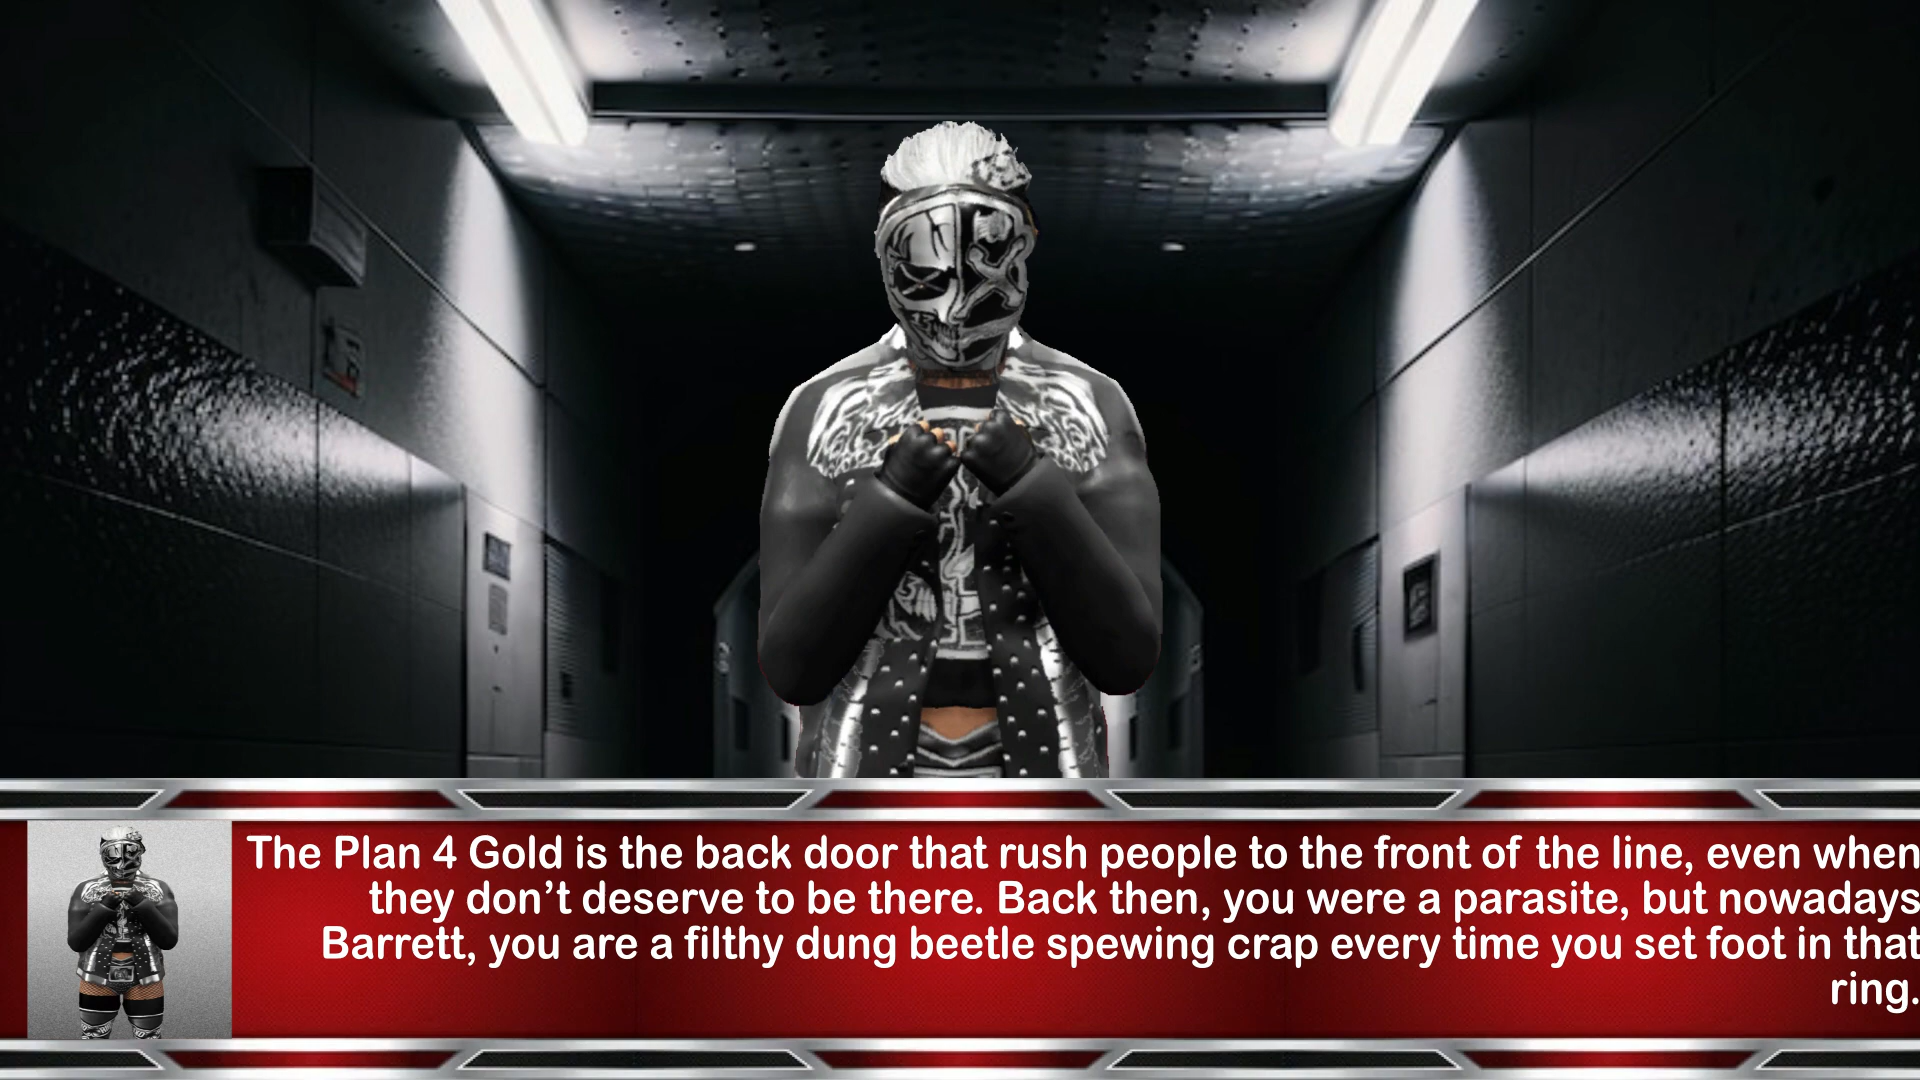 The Plan 4 Gold is the back door that rush people to the front of the line, even when
they don’t deserve to be there. Back then, you were a parasite, but nowadays
Barrett, you are a filthy dung beetle spewing crap every time you set foot in that
ring.